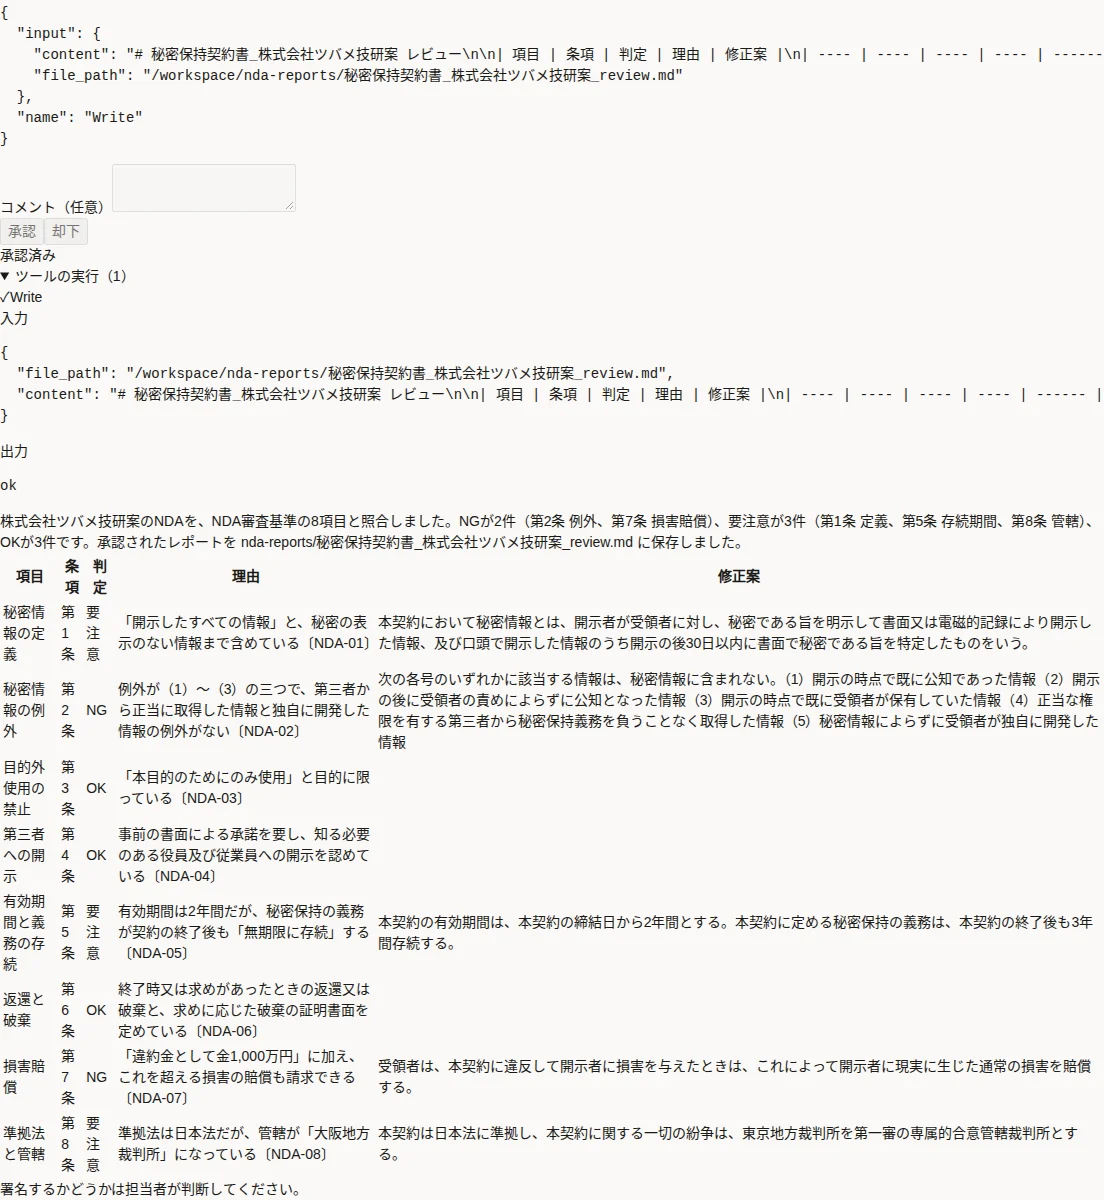 {
  "input": {
    "content": "# 秘密保持契約書_株式会社ツバメ技研案 レビュー\n\n| 項目 | 条項 | 判定 | 理由 | 修正案 |\n| ---- | ---- | ---- | ---- | ------
    "file_path": "/workspace/nda-reports/秘密保持契約書_株式会社ツバメ技研案_review.md"
  },
  "name": "Write"
}
コメント（任意）
承認 却下
承認済み
▼ ツールの実行（1）
✓Write
入力
{
  "file_path": "/workspace/nda-reports/秘密保持契約書_株式会社ツバメ技研案_review.md",
  "content": "# 秘密保持契約書_株式会社ツバメ技研案 レビュー\n\n| 項目 | 条項 | 判定 | 理由 | 修正案 |\n| ---- | ---- | ---- | ---- | ------ |
}
出力
ok
株式会社ツバメ技研案のNDAを、NDA審査基準の8項目と照合しました。NGが2件（第2条 例外、第7条 損害賠償）、要注意が3件（第1条 定義、第5条 存続期間、第8条 管轄）、
OKが3件です。承認されたレポートを nda-reports/秘密保持契約書_株式会社ツバメ技研案_review.md に保存しました。
項目 条項 判定 理由 修正案
秘密情報の定義 第1条 要注意 「開示したすべての情報」と、秘密の表示のない情報まで含めている〔NDA-01〕 本契約において秘密情報とは、開示者が受領者に対し、秘密である旨を明示して書面又は電磁的記録により開示した情報、及び口頭で開示した情報のうち開示の後30日以内に書面で秘密である旨を特定したものをいう。
秘密情報の例外 第2条 NG 例外が（1）～（3）の三つで、第三者から正当に取得した情報と独自に開発した情報の例外がない〔NDA-02〕 次の各号のいずれかに該当する情報は、秘密情報に含まれない。（1）開示の時点で既に公知であった情報（2）開示の後に受領者の責めによらずに公知となった情報（3）開示の時点で既に受領者が保有していた情報（4）正当な権限を有する第三者から秘密保持義務を負うことなく取得した情報（5）秘密情報によらずに受領者が独自に開発した情報
目的外使用の禁止 第3条 OK 「本目的のためにのみ使用」と目的に限っている〔NDA-03〕
第三者への開示 第4条 OK 事前の書面による承諾を要し、知る必要のある役員及び従業員への開示を認めている〔NDA-04〕
有効期間と義務の存続 第5条 要注意 有効期間は2年間だが、秘密保持の義務が契約の終了後も「無期限に存続」する〔NDA-05〕 本契約の有効期間は、本契約の締結日から2年間とする。本契約に定める秘密保持の義務は、本契約の終了後も3年間存続する。
返還と破棄 第6条 OK 終了時又は求めがあったときの返還又は破棄と、求めに応じた破棄の証明書面を定めている〔NDA-06〕
損害賠償 第7条 NG 「違約金として金1,000万円」に加え、これを超える損害の賠償も請求できる〔NDA-07〕 受領者は、本契約に違反して開示者に損害を与えたときは、これによって開示者に現実に生じた通常の損害を賠償する。
準拠法と管轄 第8条 要注意 準拠法は日本法だが、管轄が「大阪地方裁判所」になっている〔NDA-08〕 本契約は日本法に準拠し、本契約に関する一切の紛争は、東京地方裁判所を第一審の専属的合意管轄裁判所とする。
署名するかどうかは担当者が判断してください。